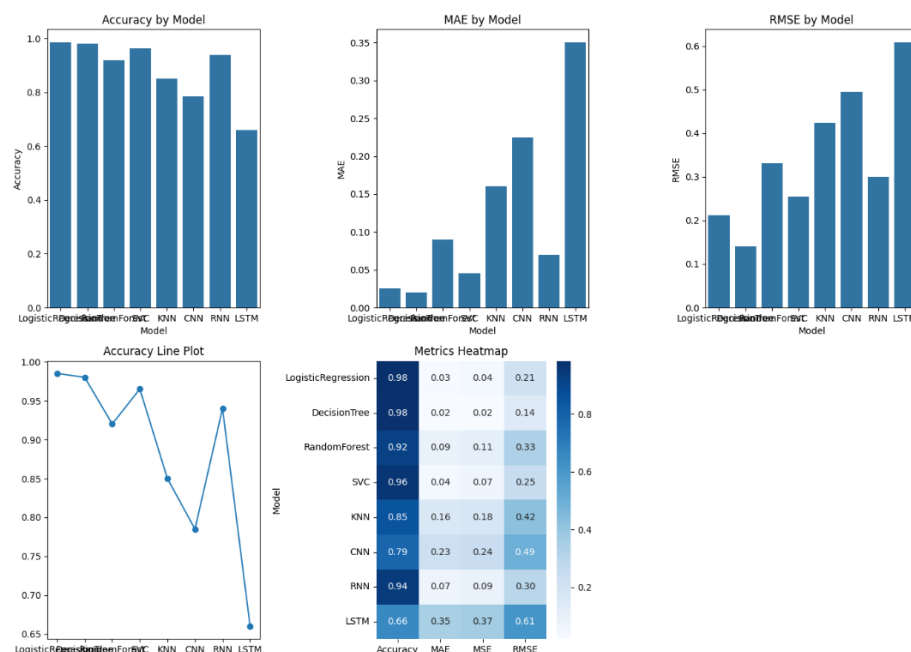 Accuracy by Model
1.0
0.8
0.6
0.4
0.2
0.0
Accuracy
KNN
CNN
RNN
LSTM
Model
MAE by Model
0.35
0.30
0.25
0.20
0.15
0.10
0.05
0.00
MAE
KNN
CNN
RNN
LSTM
Model
RMSE by Model
0.6
0.5
0.4
0.3
0.2
0.1
0.0
RMSE
KNN
CNN
RNN
LSTM
Model
Accuracy Line Plot
1.00
0.95
0.90
0.85
0.80
0.75
0.70
0.65
KNN
CNN
RNN
LSTM
Metrics Heatmap
Model
LogisticRegression 0.98 0.03 0.04 0.21
DecisionTree 0.98 0.02 0.02 0.14
RandomForest 0.92 0.09 0.11 0.33
SVC 0.96 0.04 0.07 0.25
KNN 0.85 0.16 0.18 0.42
CNN 0.79 0.23 0.24 0.49
RNN 0.94 0.07 0.09 0.30
LSTM 0.66 0.35 0.37 0.61
Accuracy MAE MSE RMSE
0.8
0.6
0.4
0.2